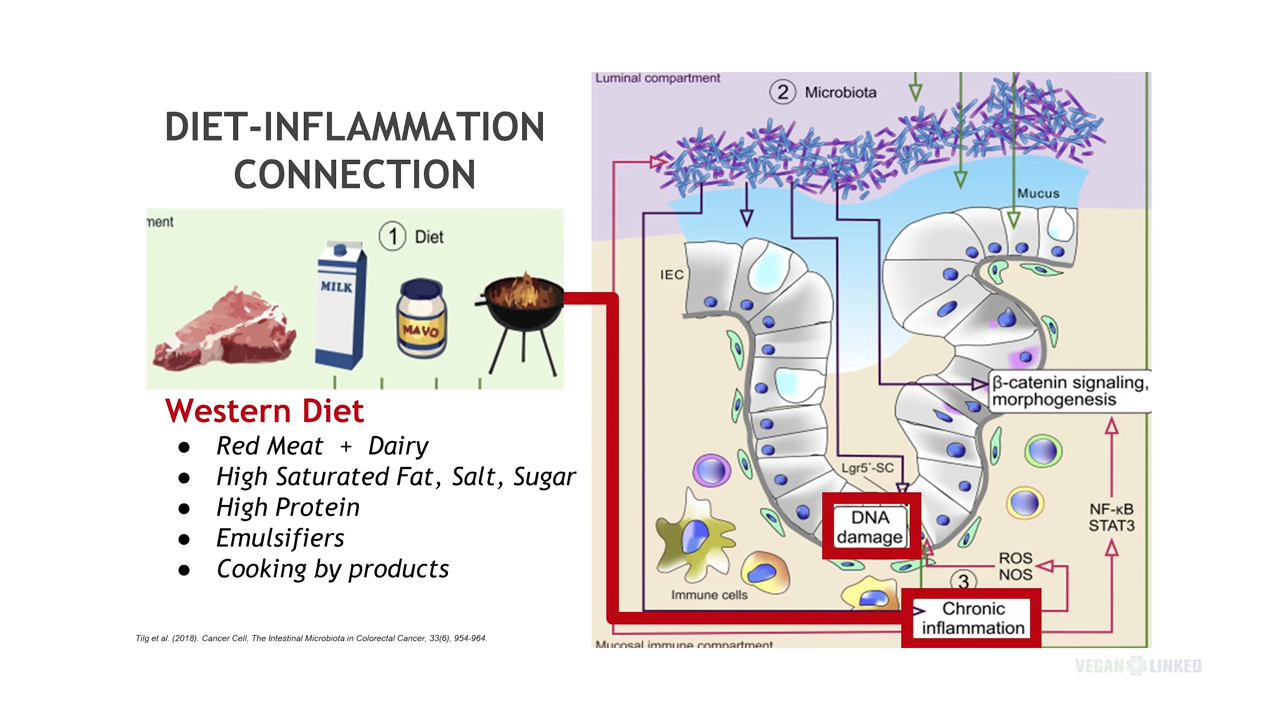 DIET-INFLAMMATION
CONNECTION
ment
1 Diet
MILK
MAYO
Western Diet
● Red Meat + Dairy
● High Saturated Fat, Salt, Sugar
● High Protein
● Emulsifiers
● Cooking by products
Tilg et al. (2018). Cancer Cell, The Intestinal Microbiota in Colorectal Cancer, 33(6), 954-964.
Luminal compartment
2 Microbiota
Mucus
IEC
β-catenin signaling,
morphogenesis
Lgr5+-SC
DNA
damage
NF-κB
STAT3
ROS
NOS
3
Immune cells
Chronic
inflammation
Mucosal immune compartment
VEGAN LINKED